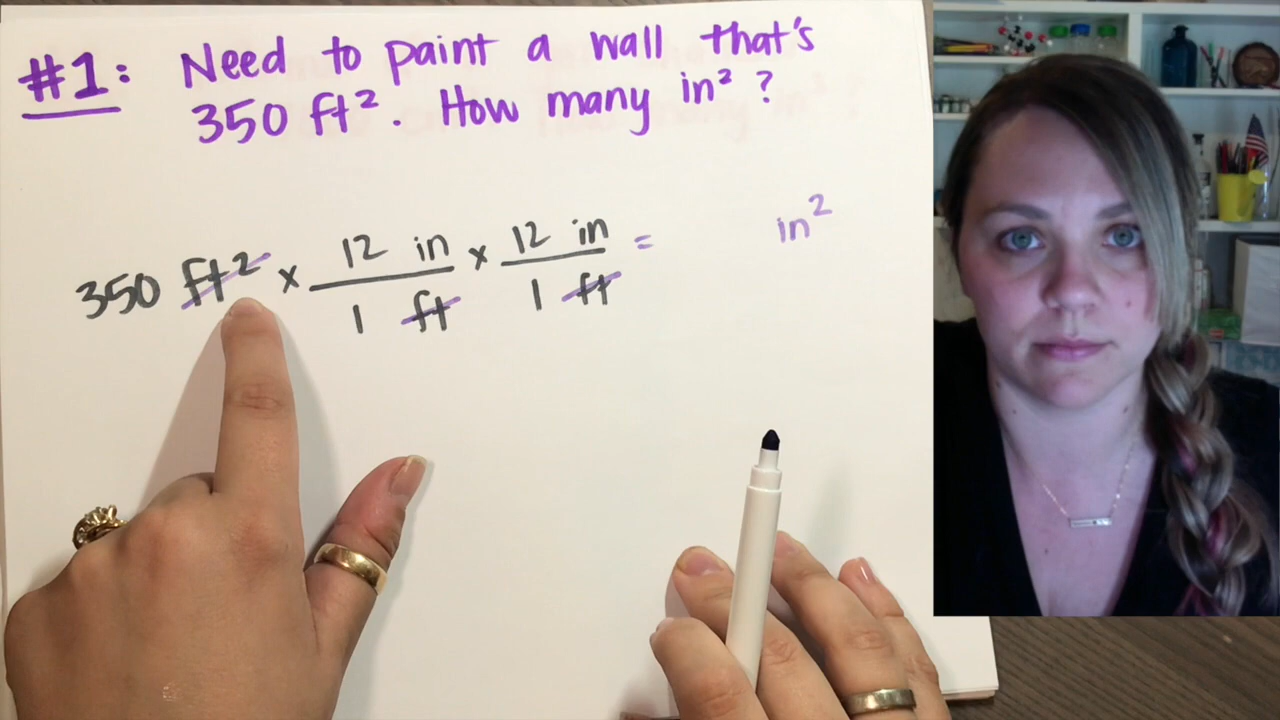 #1: Need to paint a wall that's
350 ft². How many in²?
350 ft² x 12 in x 12 in = in²
1 ft 1 ft